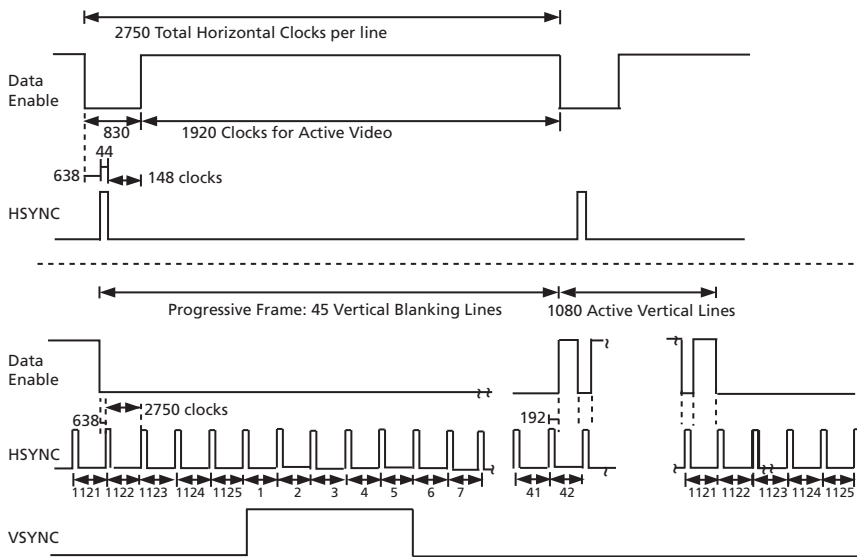 2750 Total Horizontal Clocks per line
Data
Enable
830
1920 Clocks for Active Video
44
638
148 clocks
HSYNC
Progressive Frame: 45 Vertical Blanking Lines
1080 Active Vertical Lines
Data
Enable
638
2750 clocks
192
HSYNC
1121 1122 1123 1124 1125 1 2 3 4 5 6 7 41 42 1121 1122 1123 1124 1125
VSYNC